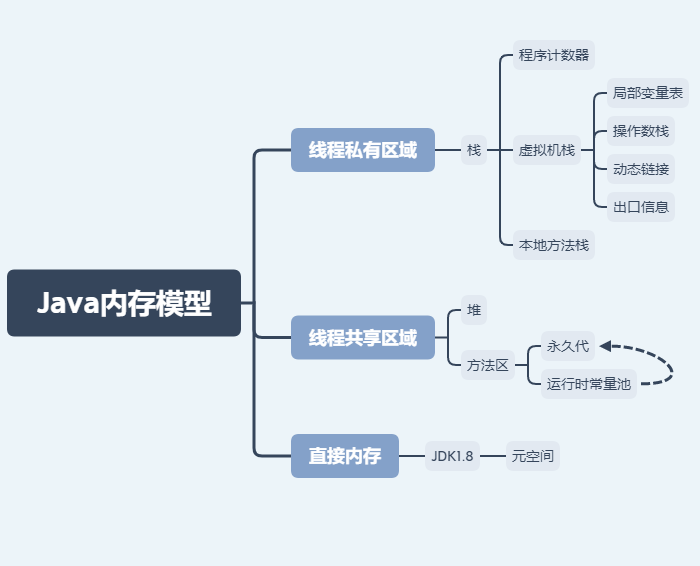 Java内存模型
线程私有区域
栈
程序计数器
虚拟机栈
局部变量表
操作数栈
动态链接
出口信息
本地方法栈
线程共享区域
堆
方法区
永久代
运行时常量池
直接内存
JDK1.8
元空间